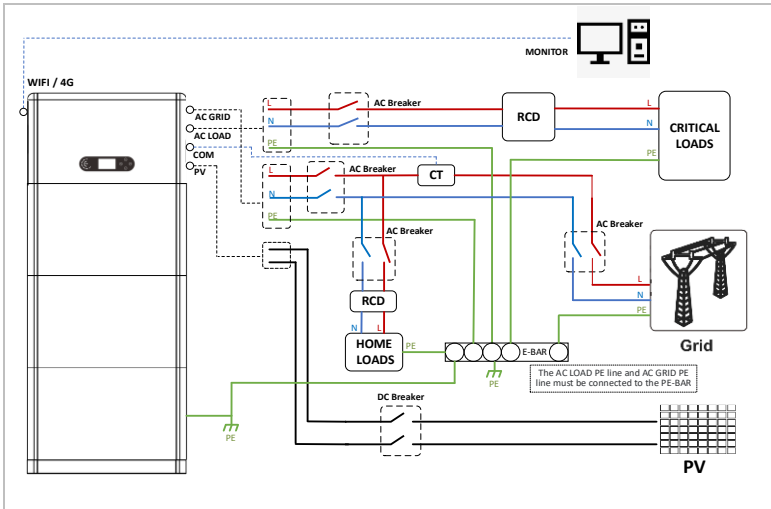 MONITOR
WIFI / 4G
AC GRID
AC LOAD
COM
PV
L
N
PE
AC Breaker
RCD
L
N
PE
CRITICAL
LOADS
L
N
PE
AC Breaker
CT
AC Breaker
AC Breaker
RCD
N
L
HOME
LOADS
PE
E-BAR
PE
L
N
PE
Grid
The AC LOAD PE line and AC GRID PE
line must be connected to the PE-BAR
PE
DC Breaker
PV